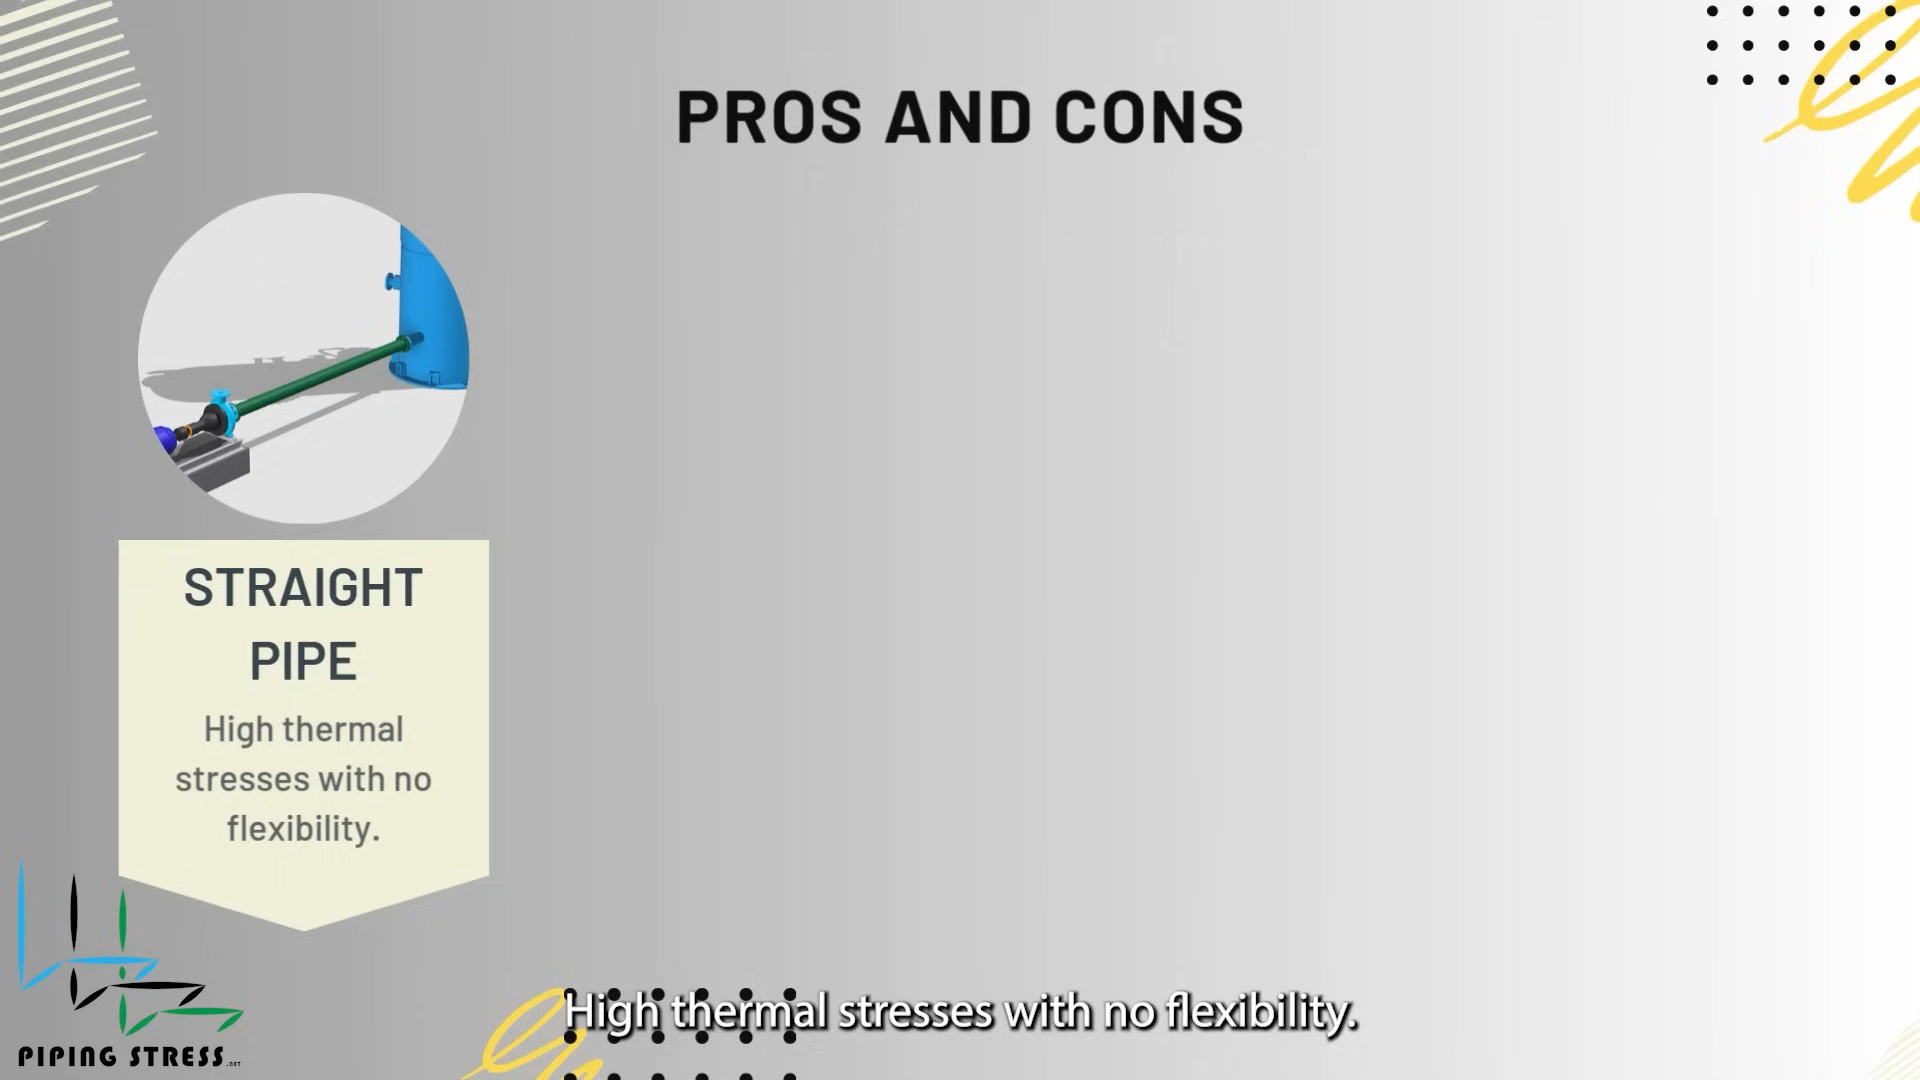 PROS AND CONS
STRAIGHT
PIPE
High thermal
stresses with no
flexibility.
High thermal stresses with no flexibility.
PIPING STRESS.NET